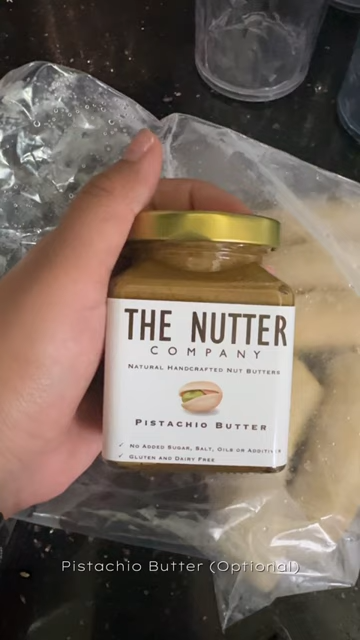 THE NUTTER
COMPANY
NATURAL HANDCRAFTED NUT BUTTERS
PISTACHIO BUTTER
✓ NO ADDED SUGAR, SALT, OILS OR ADDITIVES
✓ GLUTEN AND DAIRY FREE
Pistachio Butter (Optional)